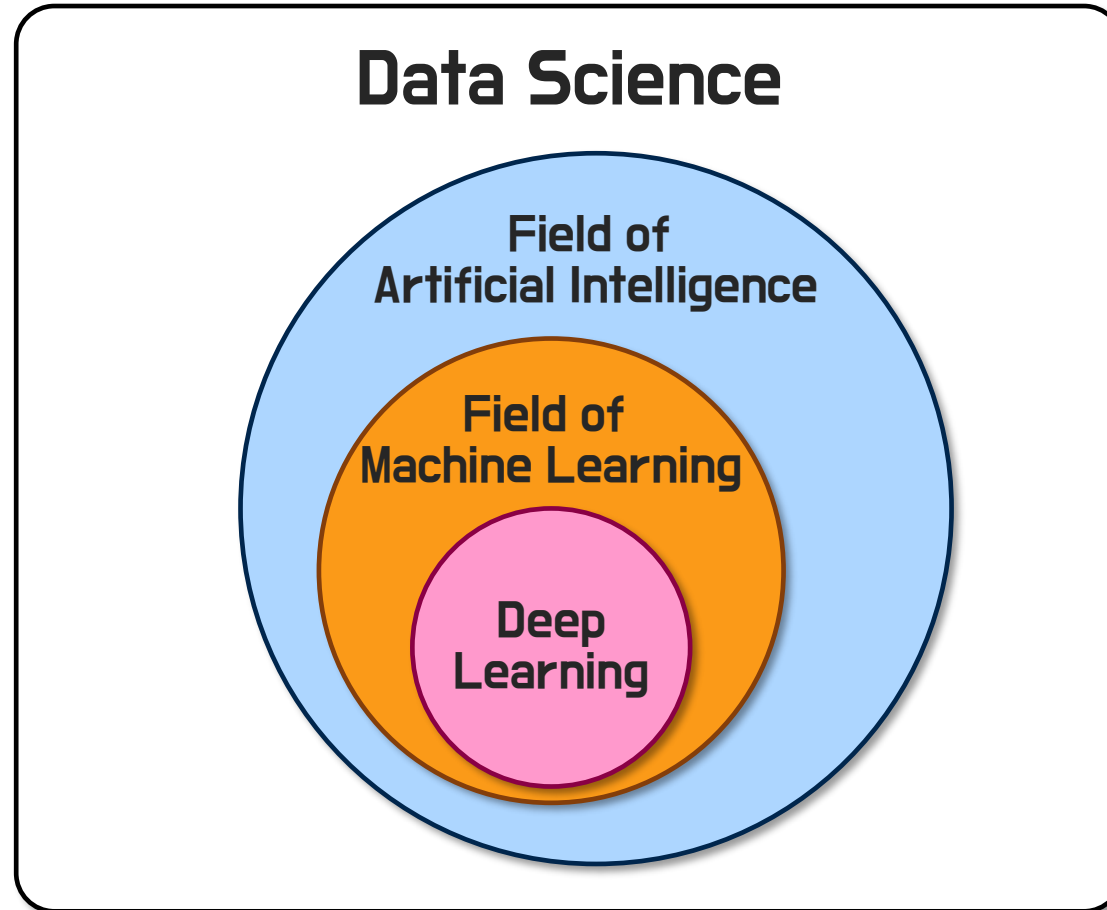 Data Science
Field of
Artificial Intelligence
Field of
Machine Learning
Deep
Learning